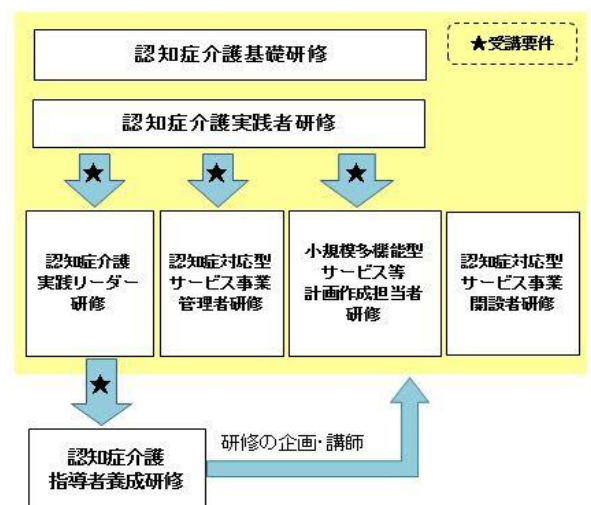 認知症介護基礎研修
★受講要件
認知症介護実践者研修
★
★
★
認知症介護
実践リーダー
研修
認知症対応型
サービス事業
管理者研修
小規模多機能型
サービス等
計画作成担当者
研修
認知症対応型
サービス事業
開設者研修
★
認知症介護
指導者養成研修
研修の企画・講師